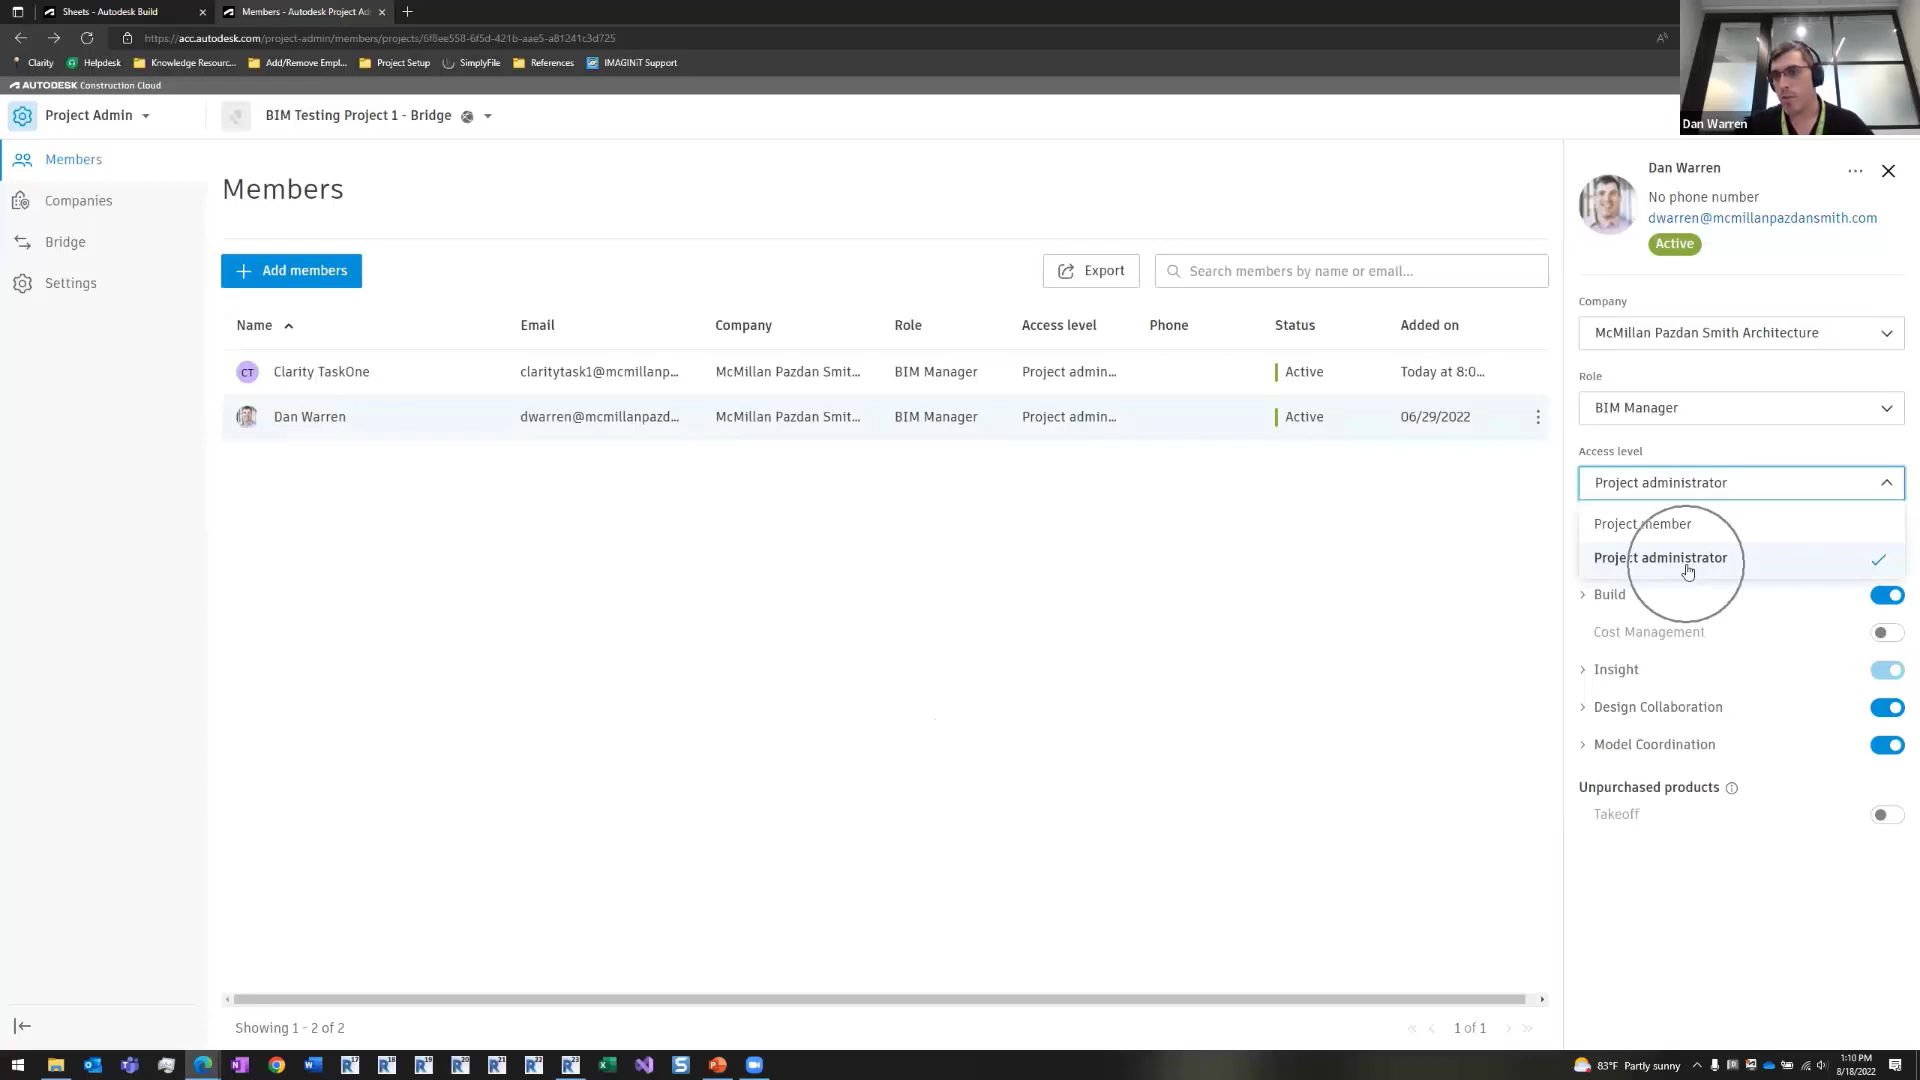 Sheets - Autodesk Build
Members - Autodesk Project Ad
https://acc.autodesk.com/project-admin/members/projects/6f8ee558-6f5d-421b-aae5-a81241c3d725
Clarity
Helpdesk
Knowledge Resourc...
Add/Remove Empl...
Project Setup
SimplyFile
References
IMAGINiT Support
AUTODESK Construction Cloud
Dan Warren
Project Admin
BIM Testing Project 1 - Bridge
Members
Companies
Bridge
Settings
Members
Add members
Export
Search members by name or email...
Name Email Company Role Access level Phone Status Added on
CT Clarity TaskOne claritytask1@mcmillanp... McMillan Pazdan Smit... BIM Manager Project admin... Active Today at 8:0...
Dan Warren dwarren@mcmillanpazd... McMillan Pazdan Smit... BIM Manager Project admin... Active 06/29/2022
Showing 1 - 2 of 2
1 of 1
Dan Warren
No phone number
dwarren@mcmillanpazdansmith.com
Active
Company
McMillan Pazdan Smith Architecture
Role
BIM Manager
Access level
Project administrator
Project member
Project administrator
Build
Cost Management
Insight
Design Collaboration
Model Coordination
Unpurchased products
Takeoff
17
18
19
20
21
22
23
83°F Partly sunny
1:10 PM
8/18/2022